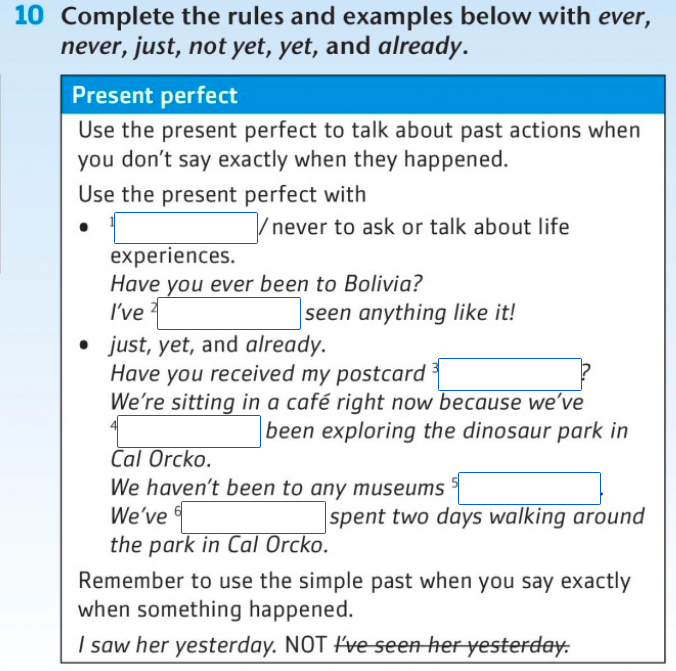 10 Complete the rules and examples below with ever,
never, just, not yet, yet, and already.
Present perfect
Use the present perfect to talk about past actions when
you don't say exactly when they happened.
Use the present perfect with
• 1 /never to ask or talk about life
experiences.
Have you ever been to Bolivia?
I've 2 seen anything like it!
• just, yet, and already.
Have you received my postcard 3 ?
We're sitting in a café right now because we've
4 been exploring the dinosaur park in
Cal Orcko.
We haven't been to any museums 5 .
We've 6 spent two days walking around
the park in Cal Orcko.
Remember to use the simple past when you say exactly
when something happened.
I saw her yesterday. NOT I've seen her yesterday.